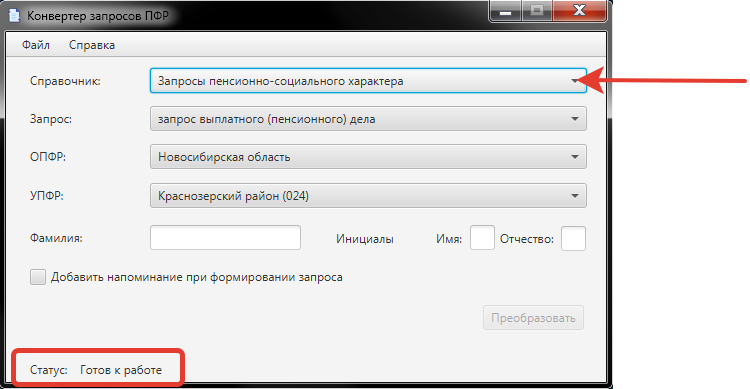 Конвертер запросов ПФР
Файл Справка
Справочник: Запросы пенсионно-социального характера
Запрос: запрос выплатного (пенсионного) дела
ОПФР: Новосибирская область
УПФР: Краснозерский район (024)
Фамилия: Инициалы Имя: Отчество:
Добавить напоминание при формировании запроса
Преобразовать
Статус: Готов к работе